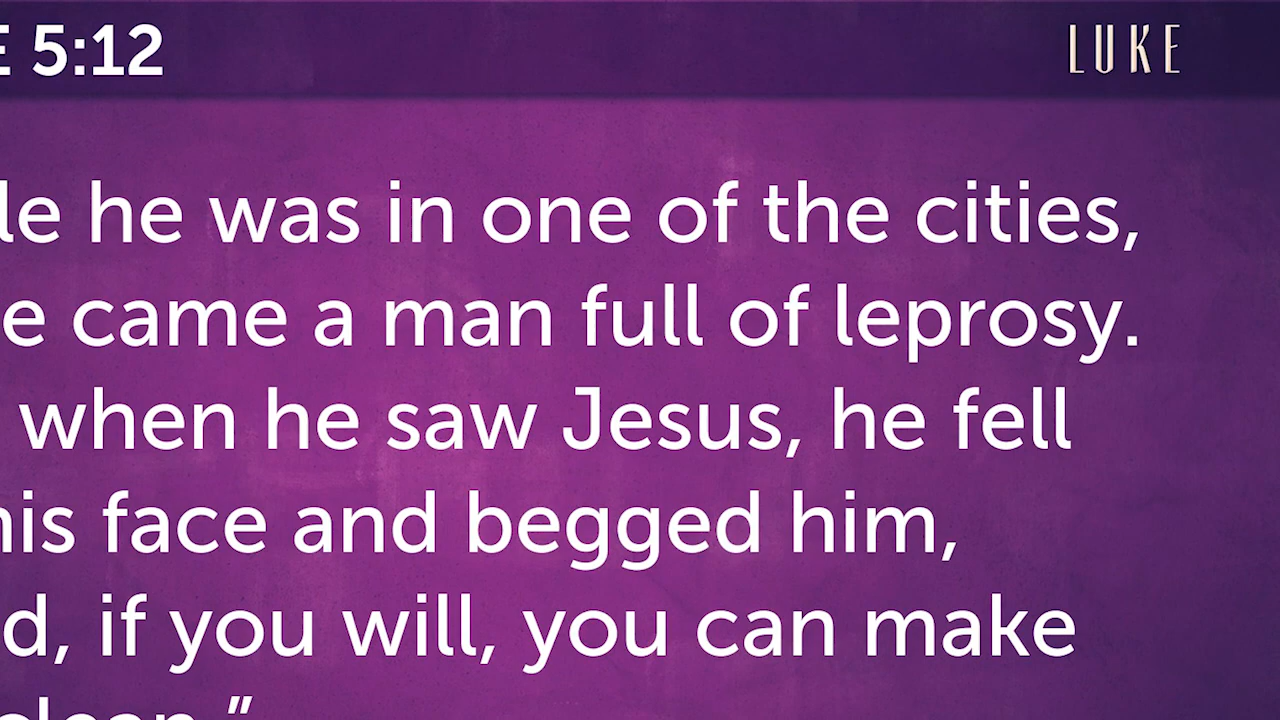 E 5:12
LUKE
le he was in one of the cities,
e came a man full of leprosy.
when he saw Jesus, he fell
his face and begged him,
d, if you will, you can make
clean.”